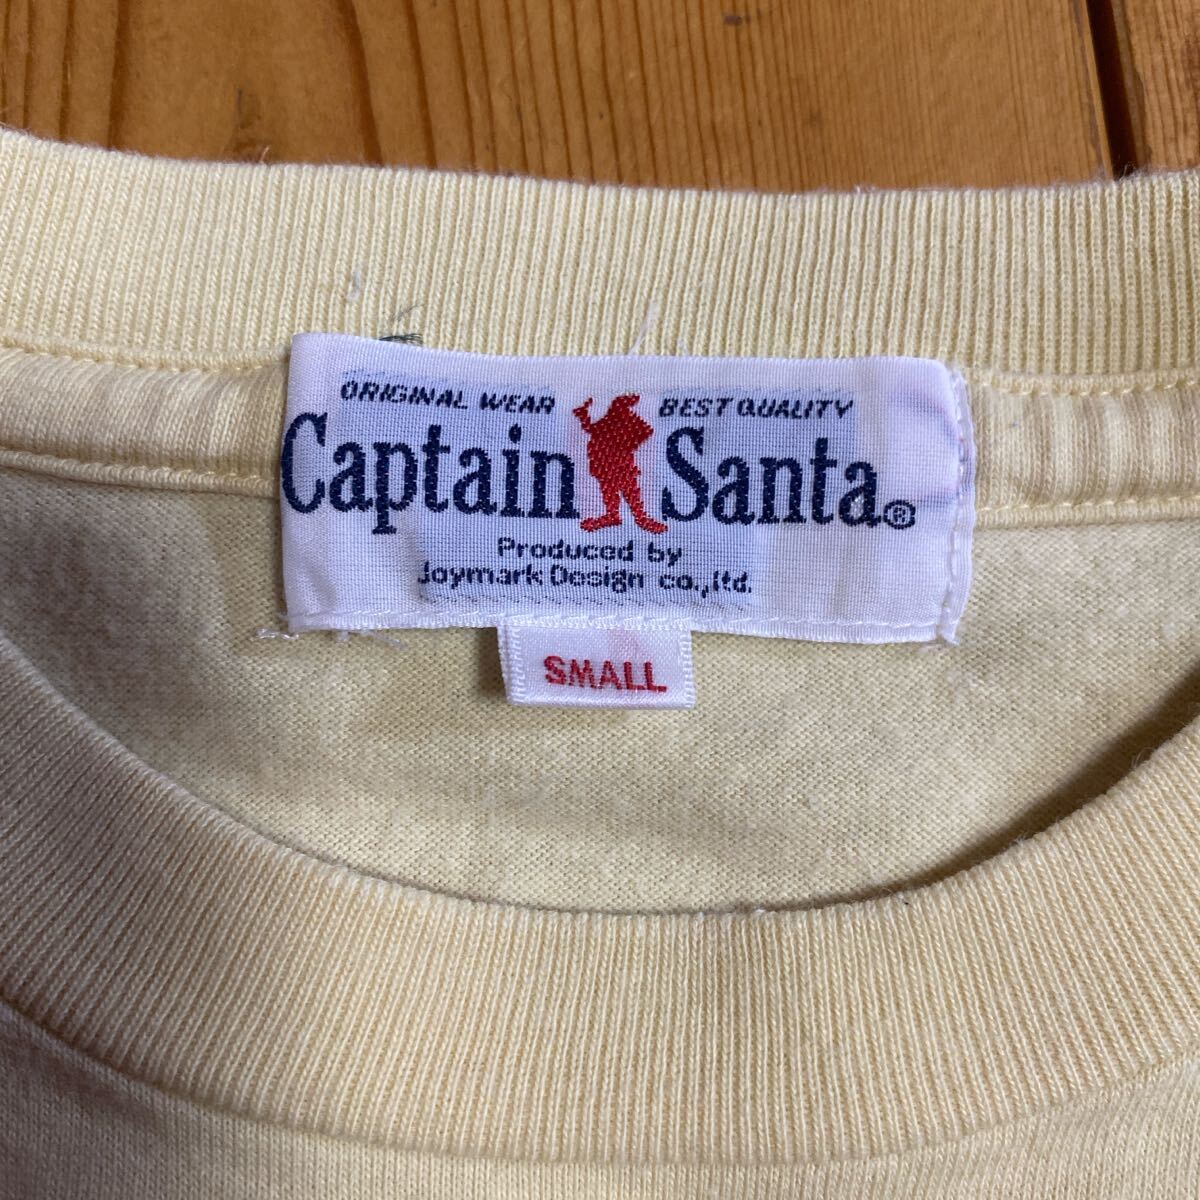 ORIGINAL WEAR BEST QUALITY
Captain Santa®
Produced by
Joymark Design co.,ltd.
SMALL